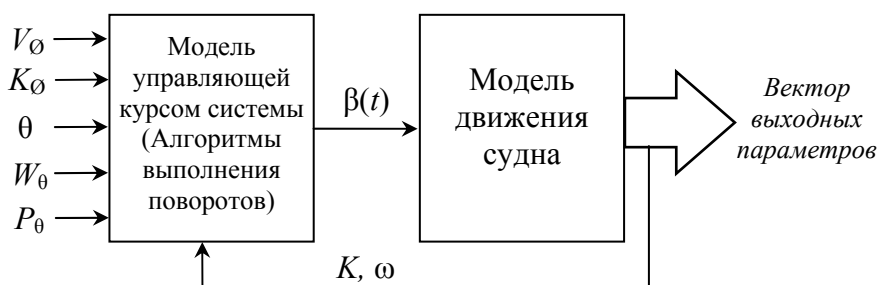 V∅
K∅
θ
Wθ
Pθ
Модель
управляющей
курсом системы
(Алгоритмы
выполнения
поворотов)
β(t)
Модель
движения
судна
Вектор
выходных
параметров
K, ω